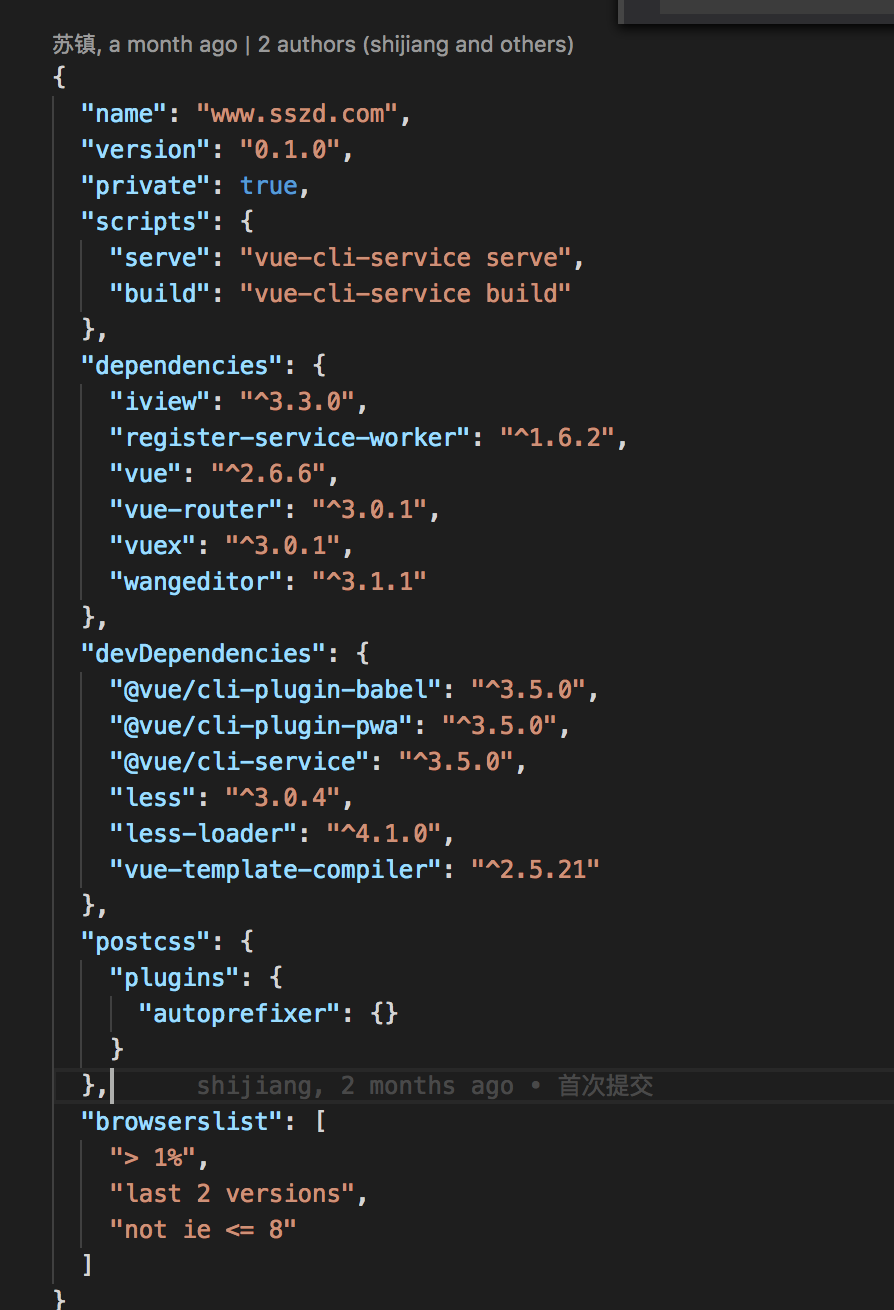 苏镇, a month ago | 2 authors (shijiang and others)
{
  "name": "www.sszd.com",
  "version": "0.1.0",
  "private": true,
  "scripts": {
    "serve": "vue-cli-service serve",
    "build": "vue-cli-service build"
  },
  "dependencies": {
    "iview": "^3.3.0",
    "register-service-worker": "^1.6.2",
    "vue": "^2.6.6",
    "vue-router": "^3.0.1",
    "vuex": "^3.0.1",
    "wangeditor": "^3.1.1"
  },
  "devDependencies": {
    "@vue/cli-plugin-babel": "^3.5.0",
    "@vue/cli-plugin-pwa": "^3.5.0",
    "@vue/cli-service": "^3.5.0",
    "less": "^3.0.4",
    "less-loader": "^4.1.0",
    "vue-template-compiler": "^2.5.21"
  },
  "postcss": {
    "plugins": {
      "autoprefixer": {}
    }
  },      shijiang, 2 months ago • 首次提交
  "browserslist": [
    "> 1%",
    "last 2 versions",
    "not ie <= 8"
  ]
}